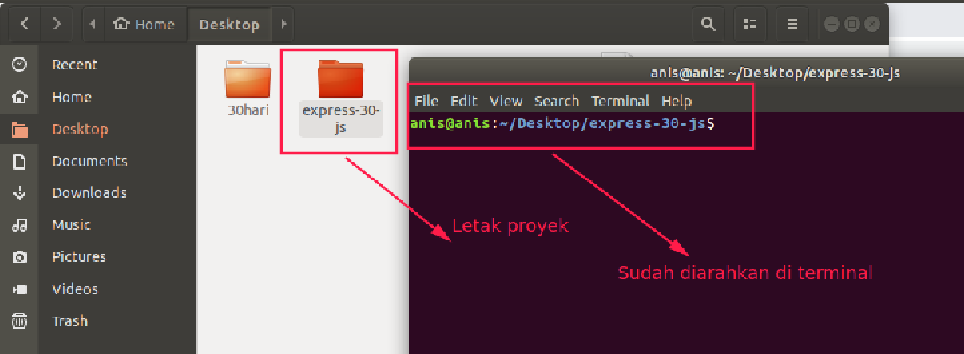 Home
Desktop
Recent
Home
Desktop
Documents
Downloads
Music
Pictures
Videos
Trash
30hari
express-30-
js
anis@anis: ~/Desktop/express-30-js
File Edit View Search Terminal Help
anis@anis:~/Desktop/express-30-js$
Letak proyek
Sudah diarahkan di terminal